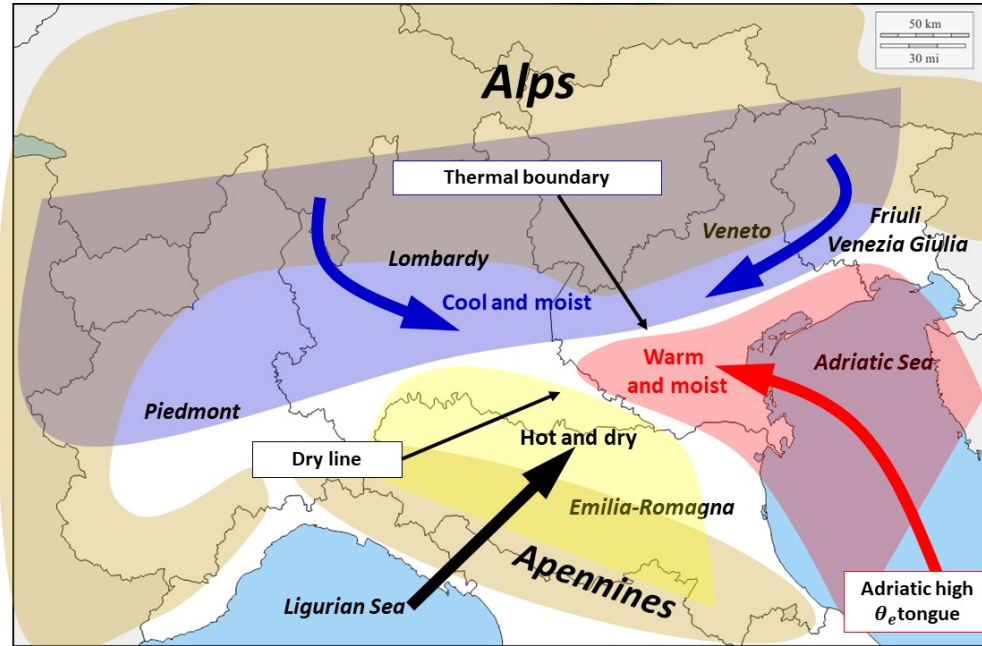 50 km
30 mi
Alps
Thermal boundary
Friuli
Venezia Giulia
Veneto
Lombardy
Cool and moist
Warm
and moist
Adriatic Sea
Piedmont
Hot and dry
Dry line
Emilia-Romagna
Apennines
Ligurian Sea
Adriatic high
θₑ tongue